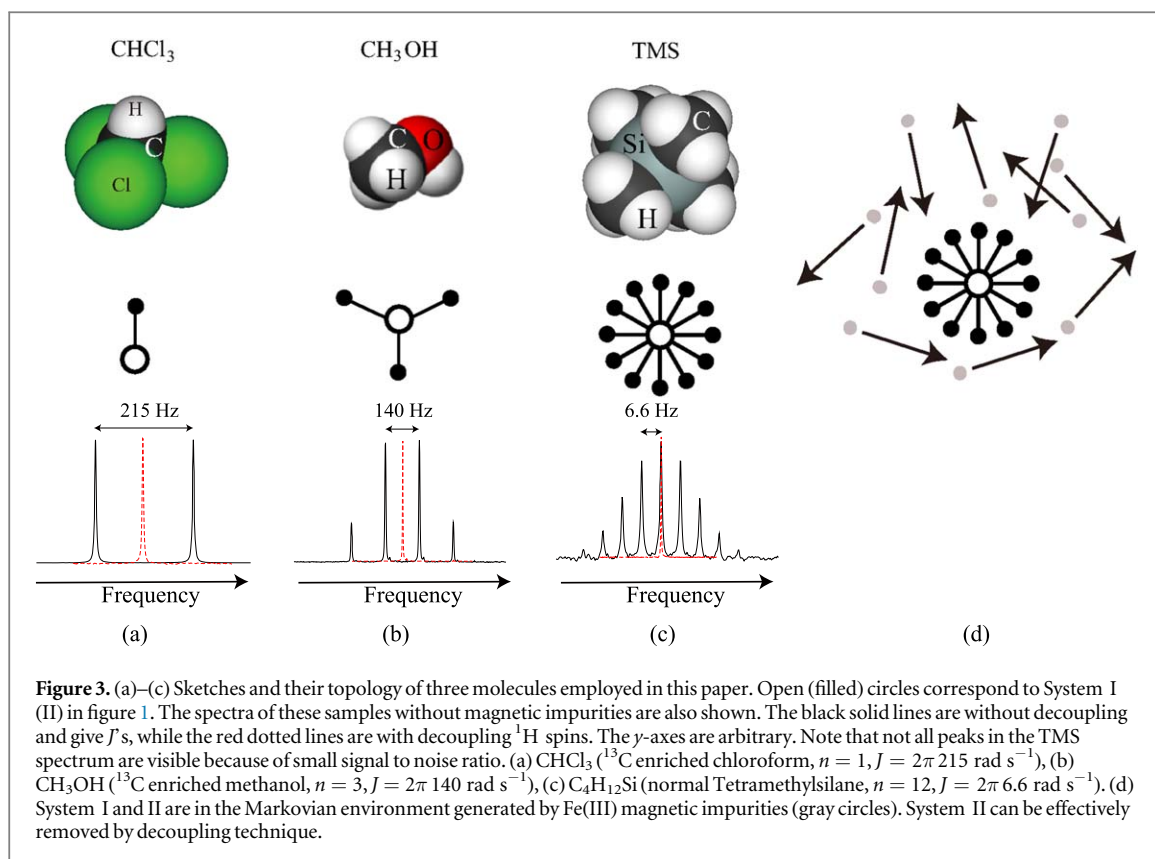 CHCl₃ CH₃OH TMS
H C Cl
C O H
Si C H
215 Hz 140 Hz 6.6 Hz
Frequency Frequency Frequency
(a) (b) (c) (d)
Figure 3. (a)–(c) Sketches and their topology of three molecules employed in this paper. Open (filled) circles correspond to System I
(II) in figure 1. The spectra of these samples without magnetic impurities are also shown. The black solid lines are without decoupling
and give J's, while the red dotted lines are with decoupling ¹H spins. The y-axes are arbitrary. Note that not all peaks in the TMS
spectrum are visible because of small signal to noise ratio. (a) CHCl₃ (¹³C enriched chloroform, n = 1, J = 2π 215 rad s⁻¹), (b)
CH₃OH (¹³C enriched methanol, n = 3, J = 2π 140 rad s⁻¹), (c) C₄H₁₂Si (normal Tetramethylsilane, n = 12, J = 2π 6.6 rad s⁻¹). (d)
System I and II are in the Markovian environment generated by Fe(III) magnetic impurities (gray circles). System II can be effectively
removed by decoupling technique.